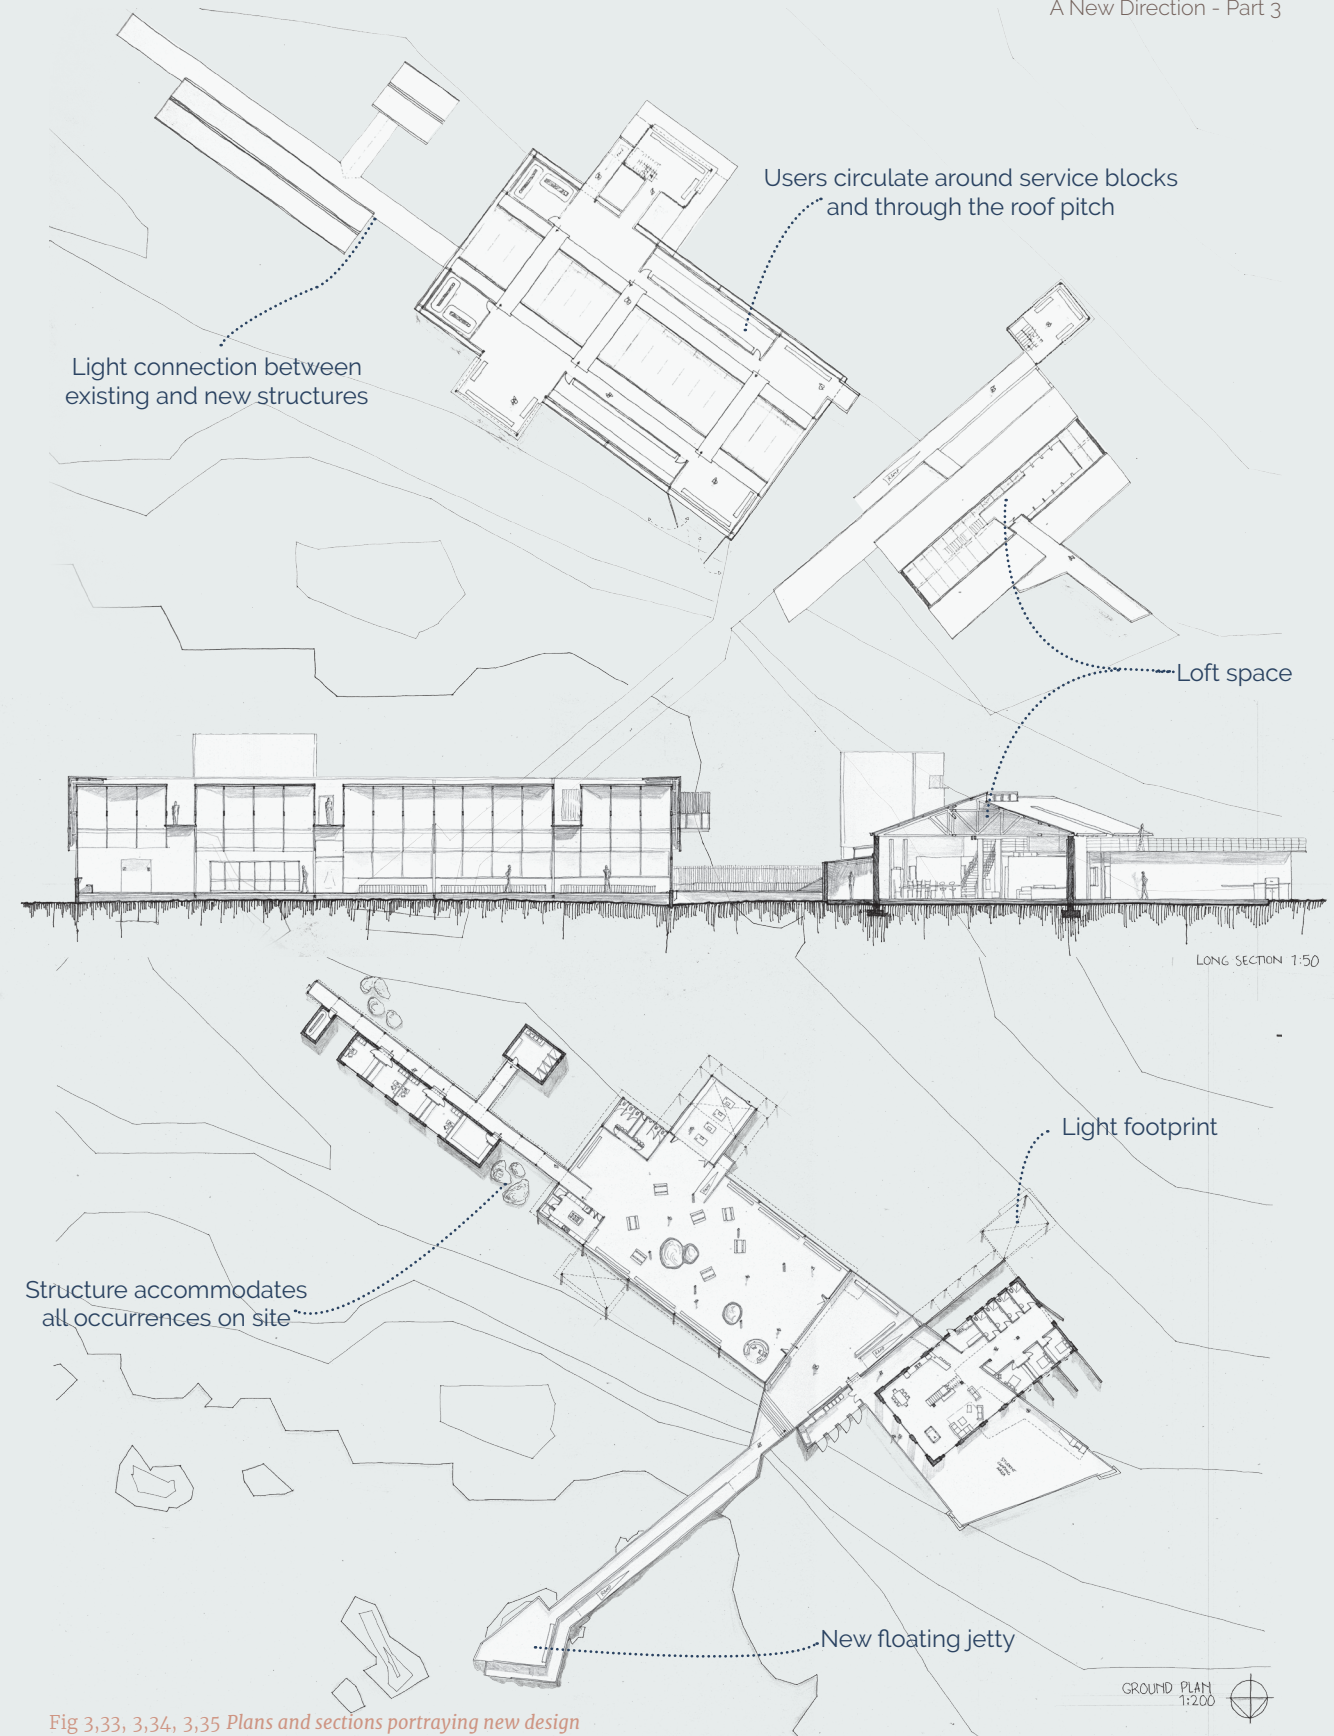 A New Direction - Part 3
Users circulate around service blocks
and through the roof pitch
Light connection between
existing and new structures
Loft space
LONG SECTION 1:50
Light footprint
Structure accommodates
all occurrences on site
New floating jetty
GROUND PLAN
1:200
Fig 3,33, 3,34, 3,35 Plans and sections portraying new design